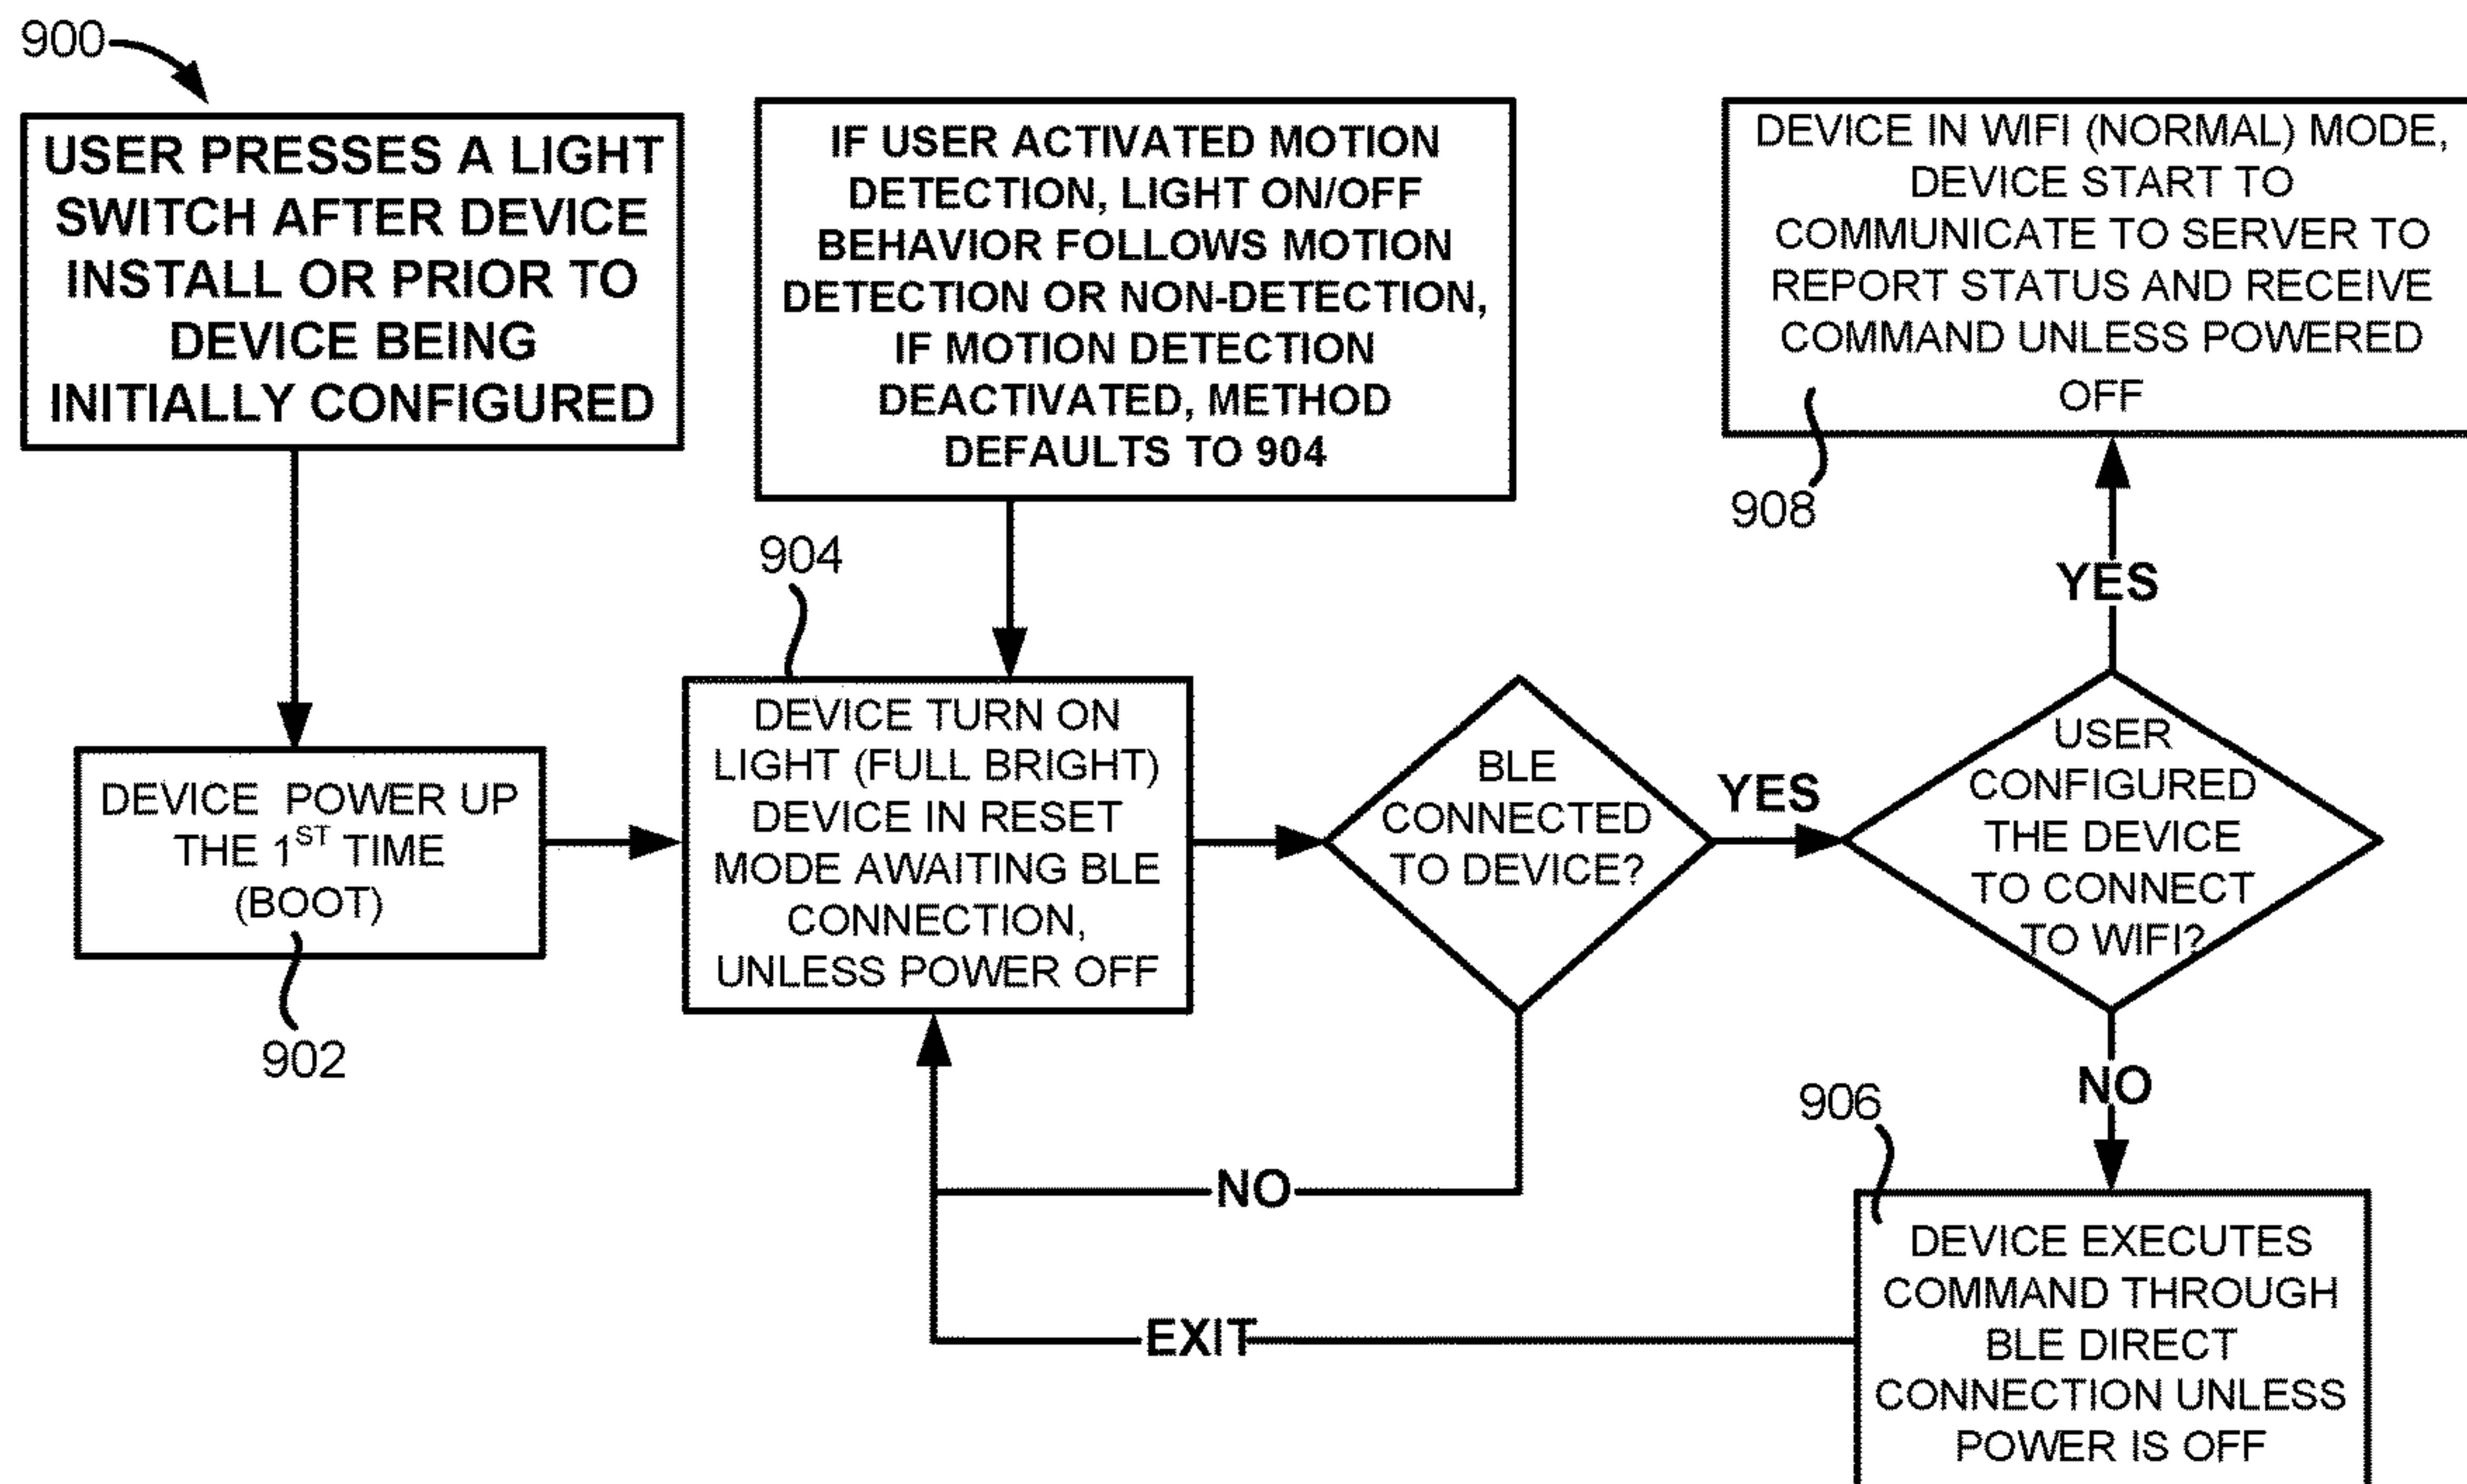 900
USER PRESSES A LIGHT
SWITCH AFTER DEVICE
INSTALL OR PRIOR TO
DEVICE BEING
INITIALLY CONFIGURED
IF USER ACTIVATED MOTION
DETECTION, LIGHT ON/OFF
BEHAVIOR FOLLOWS MOTION
DETECTION OR NON-DETECTION,
IF MOTION DETECTION
DEACTIVATED, METHOD
DEFAULTS TO 904
DEVICE IN WIFI (NORMAL) MODE,
DEVICE START TO
COMMUNICATE TO SERVER TO
REPORT STATUS AND RECEIVE
COMMAND UNLESS POWERED
OFF
908
904
YES
DEVICE POWER UP
THE 1ST TIME
(BOOT)
902
DEVICE TURN ON
LIGHT (FULL BRIGHT)
DEVICE IN RESET
MODE AWAITING BLE
CONNECTION,
UNLESS POWER OFF
BLE
CONNECTED
TO DEVICE?
YES
USER
CONFIGURED
THE DEVICE
TO CONNECT
TO WIFI?
NO
906
NO
EXIT
DEVICE EXECUTES
COMMAND THROUGH
BLE DIRECT
CONNECTION UNLESS
POWER IS OFF